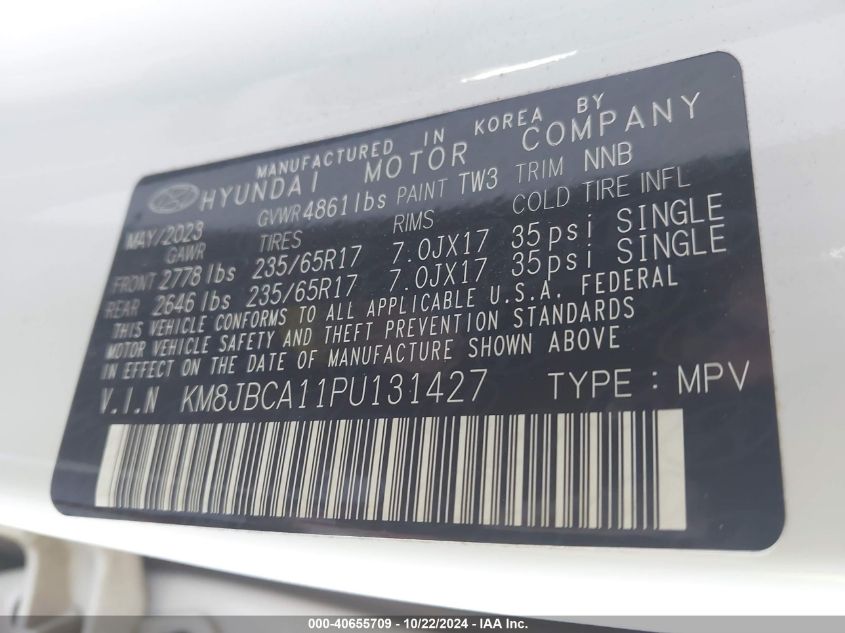 MANUFACTURED IN KOREA BY
HYUNDAI MOTOR COMPANY
MAY/2023 GVWR 4861 lbs PAINT TW3 TRIM NNB
GAWR TIRES RIMS COLD TIRE INFL
FRONT 2778 lbs 235/65R17 7.0JX17 35psi SINGLE
REAR 2646 lbs 235/65R17 7.0JX17 35psi SINGLE
THIS VEHICLE CONFORMS TO ALL APPLICABLE U.S.A. FEDERAL
MOTOR VEHICLE SAFETY AND THEFT PREVENTION STANDARDS
IN EFFECT ON THE DATE OF MANUFACTURE SHOWN ABOVE
V.I.N KM8JBCA11PU131427 TYPE : MPV
000-40655709 - 10/22/2024 - IAA Inc.